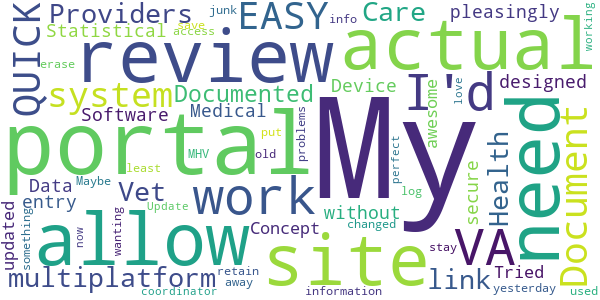 QUICK
Providers
junk
EASY
info
Care
pleasingly
working
Statistical
save
access
review
actual
erase
system
Documented
Device
I'd
awesome
love
designed
Software
Medical
problems
My
need
Document
portal
MHV
old
put
perfect
least
Data
Maybe
Vet
work
log
secure
Health
updated
entry
Update
without
changed
Concept
allow
site
VA
something
now
wanting
stay
Tried
multiplatform
retain
away
link
yesterday
coordinator
information
used